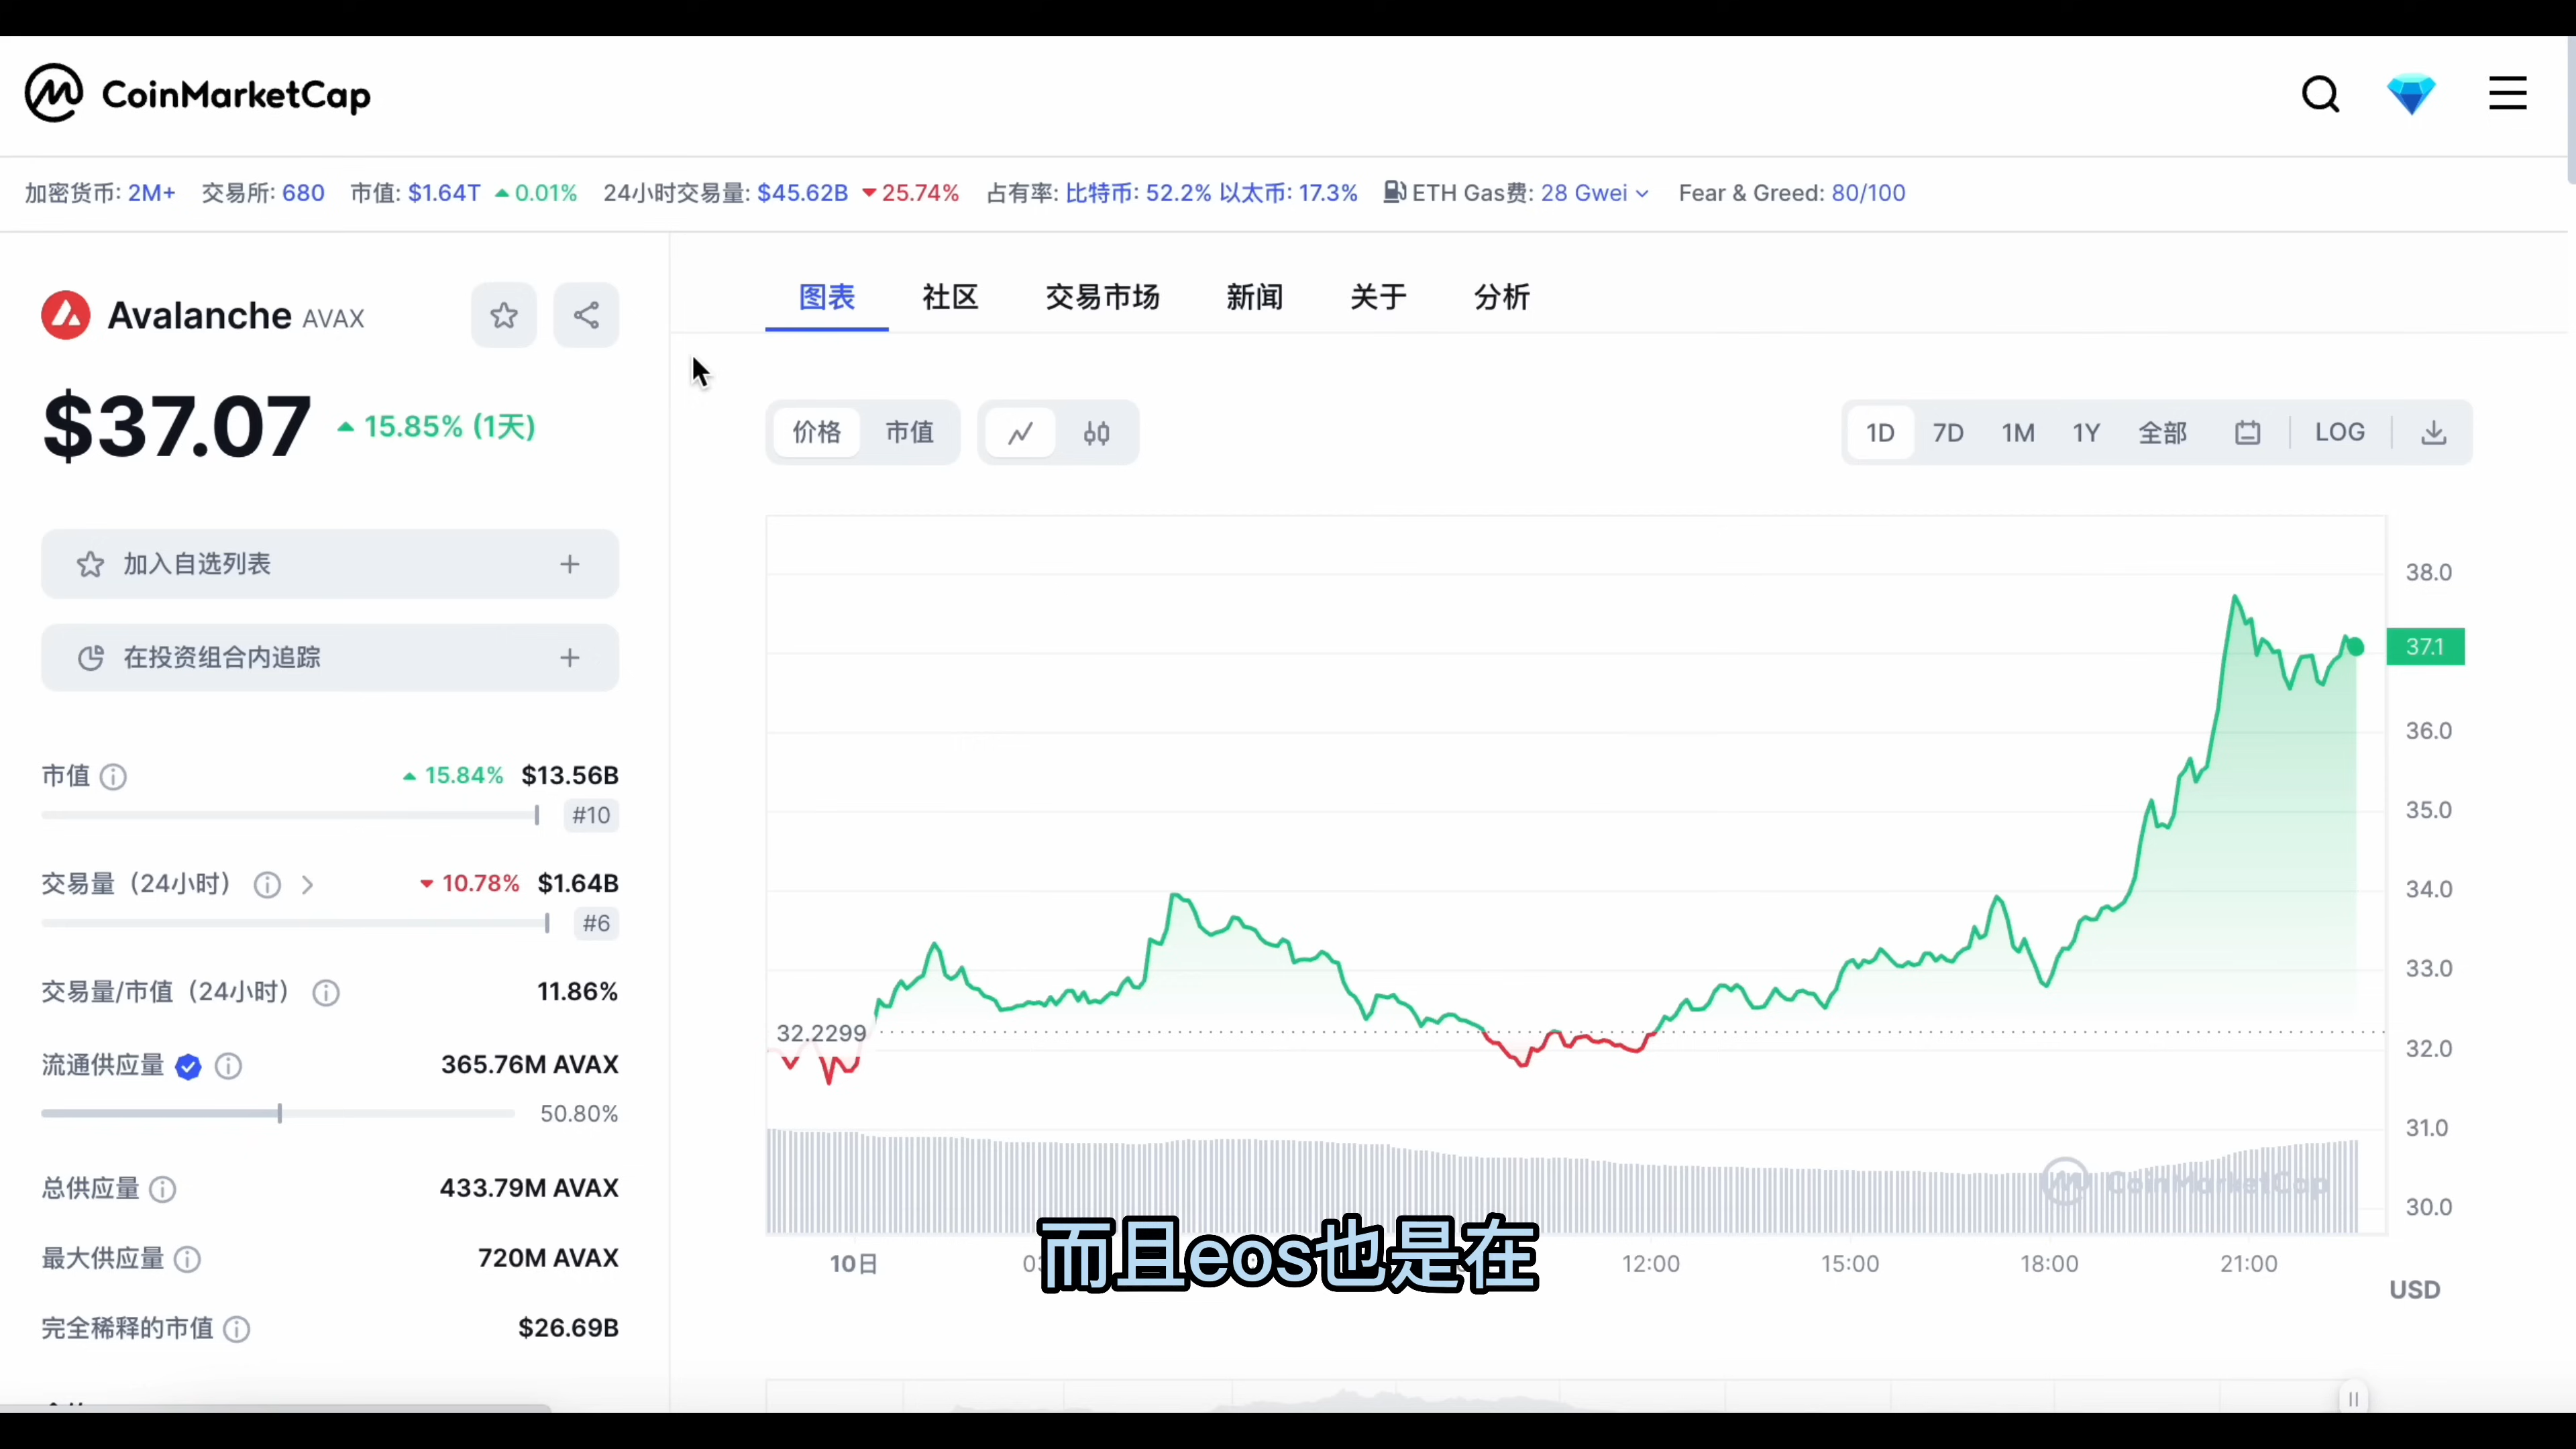 CoinMarketCap
加密货币: 2M+ 交易所: 680 市值: $1.64T 0.01% 24小时交易量: $45.62B 25.74% 占有率: 比特币: 52.2% 以太币: 17.3% ETH Gas费: 28 Gwei Fear & Greed: 80/100
Avalanche AVAX
$37.07 15.85% (1天)
加入自选列表
在投资组合内追踪
市值 15.84% $13.56B
#10
交易量（24小时） 10.78% $1.64B
#6
交易量/市值（24小时） 11.86%
流通供应量 365.76M AVAX
50.80%
总供应量 433.79M AVAX
最大供应量 720M AVAX
完全稀释的市值 $26.69B
图表 社区 交易市场 新闻 关于 分析
价格 市值
1D 7D 1M 1Y 全部 LOG
38.0
37.1
36.0
35.0
34.0
33.0
32.2299
32.0
31.0
CoinMarketCap
30.0
10日 12:00 15:00 18:00 21:00
USD
而且eos也是在